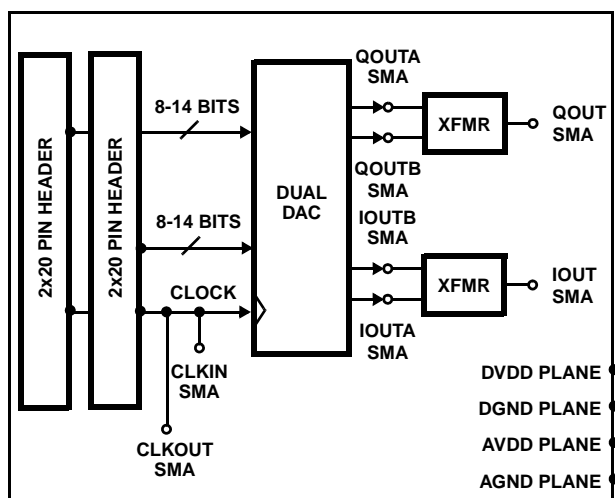 2x20 PIN HEADER
2x20 PIN HEADER
8-14 BITS
8-14 BITS
CLOCK
CLKIN
SMA
CLKOUT
SMA
DUAL
DAC
QOUTA
SMA
QOUTB
SMA
IOUTB
SMA
IOUTA
SMA
XFMR
QOUT
SMA
XFMR
IOUT
SMA
DVDD PLANE
DGND PLANE
AVDD PLANE
AGND PLANE